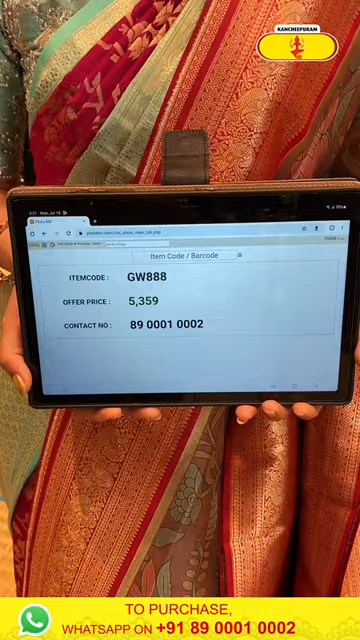 KANCHEEPURAM
Item Code / Barcode
ITEMCODE : GW888
OFFER PRICE : 5,359
CONTACT NO : 89 0001 0002
TO PURCHASE,
WHATSAPP ON +91 89 0001 0002